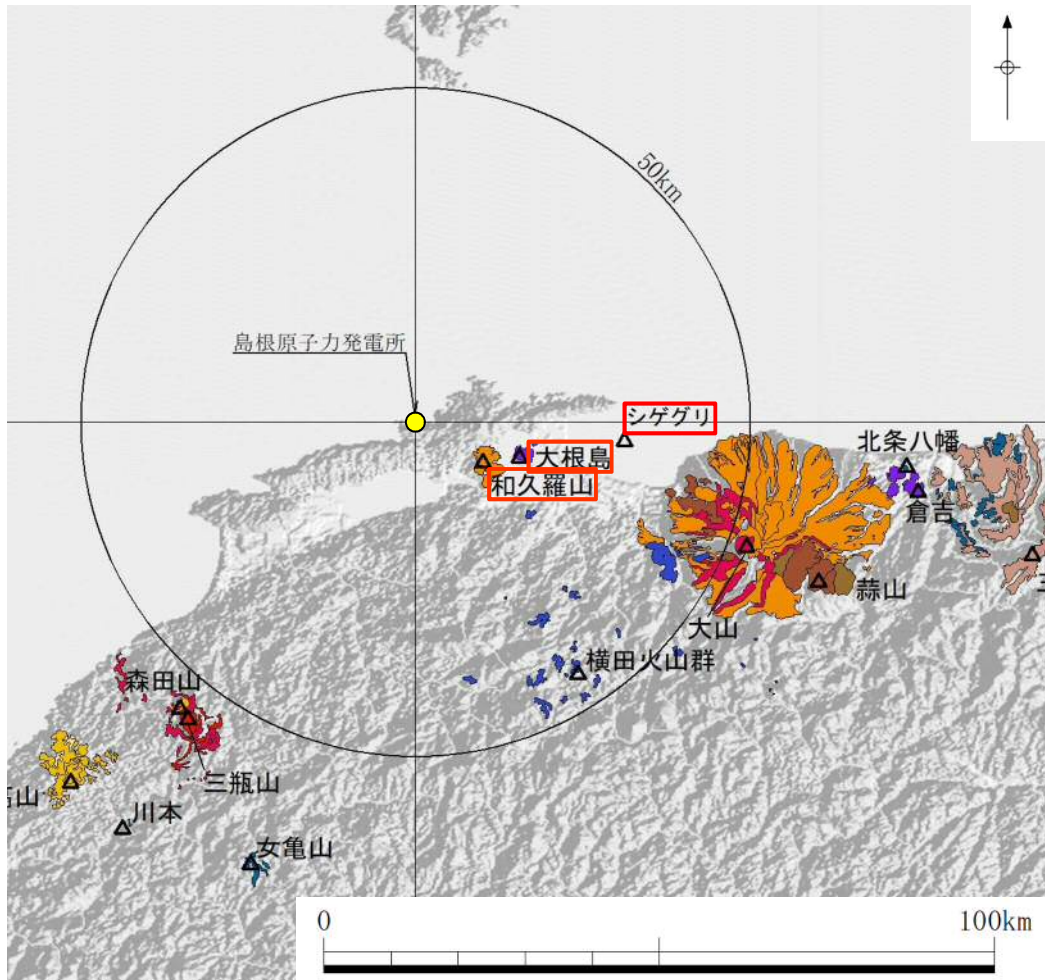 50km
島根原子力発電所
シゲグリ
大根島
和久羅山
北条八幡
倉吉
蒜山
大山
横田火山群
森田山
三瓶山
山
川本
女亀山
0
100km